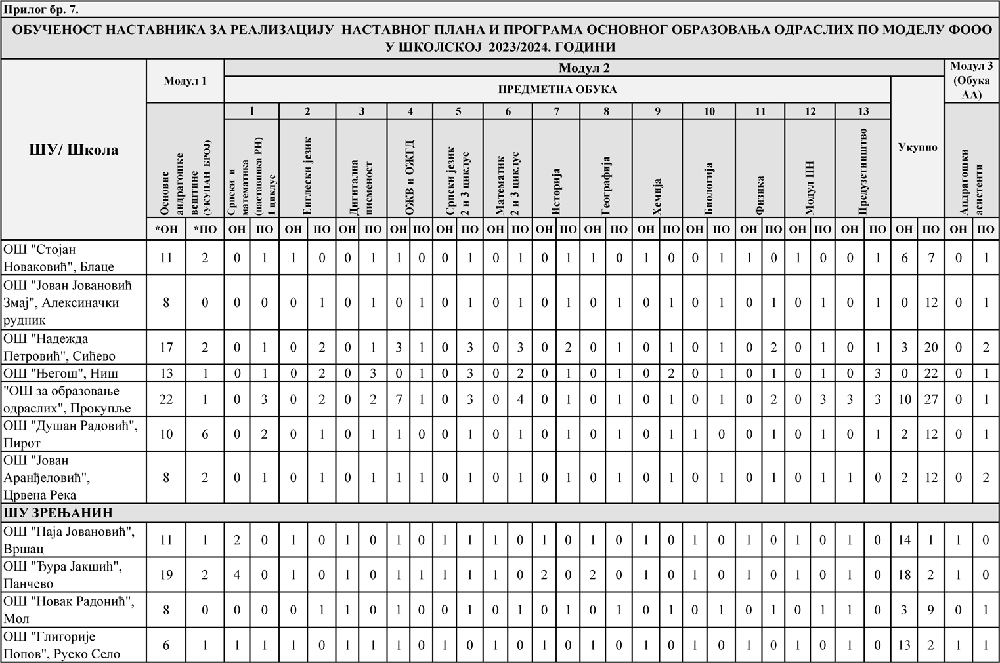 Прилог бр. 7.
ОБУЧЕНОСТ НАСТАВНИКА ЗА РЕАЛИЗАЦИЈУ НАСТАВНОГ ПЛАНА И ПРОГРАМА ОСНОВНОГ ОБРАЗОВАЊА ОДРАСЛИХ ПО МОДЕЛУ ФООО
У ШКОЛСКОЈ 2023/2024. ГОДИНИ
ШУ/ Школа
Модул 1
Модул 2
Модул 3
(Обука
АА)
ПРЕДМЕТНА ОБУКА
Укупно
1 2 3 4 5 6 7 8 9 10 11 12 13
Основне
андрагошке
вештине
(УКУПАН БРОЈ)
Српски и
математика
(наставника РН)
1 циклус
Енглески језик
Дигитална
писменост
ОЖВ и ОЖГД
Српски језик
2 и 3 циклус
Математик
2 и 3 циклус
Историја
Географија
Хемија
Биологија
Физика
Модул ПН
Предузетништво
Андрагошки
асистенти
*ОН *ПО ОН ПО ОН ПО ОН ПО ОН ПО ОН ПО ОН ПО ОН ПО ОН ПО ОН ПО ОН ПО ОН ПО ОН ПО ОН ПО ОН ПО ОН ПО
ОШ "Стојан
Новаковић", Блаце
11 2 0 1 1 0 0 1 1 0 0 1 0 1 0 1 1 0 1 0 0 1 1 0 1 0 0 1 6 7 0 1
ОШ "Јован Јовановић
Змај", Алексиначки
рудник
8 0 0 0 0 1 0 1 0 1 0 1 0 1 0 1 0 1 0 1 0 1 0 1 0 1 0 1 0 12 0 1
ОШ "Надежда
Петровић", Сићево
17 2 0 1 0 2 0 1 3 1 0 3 0 3 0 2 0 1 0 1 0 1 0 2 0 1 0 1 3 20 0 2
ОШ "Његош", Ниш
13 1 0 1 0 2 0 3 0 1 0 3 0 2 0 1 0 1 0 2 0 1 0 1 0 1 0 3 0 22 0 1
"ОШ за образовање
одраслих", Прокупље
22 1 0 3 0 2 0 2 7 1 0 3 0 4 0 1 0 1 0 1 0 1 0 2 0 3 3 3 10 27 0 1
ОШ "Душан Радовић",
Пирот
10 6 0 2 0 1 0 1 1 0 0 1 0 1 0 1 0 1 0 1 1 0 0 1 0 1 0 1 2 12 0 1
ОШ "Јован
Аранђеловић",
Црвена Река
8 2 0 1 0 1 0 1 1 1 0 1 0 1 0 1 0 1 0 1 0 1 0 1 0 1 1 0 2 12 0 2
ШУ ЗРЕЊАНИН
ОШ "Паја Јовановић",
Вршац
11 1 2 0 1 0 1 0 1 0 1 1 1 0 1 0 1 0 1 0 1 0 1 0 1 0 1 0 14 1 1 0
ОШ "Ђура Јакшић",
Панчево
19 2 4 0 1 0 1 0 1 1 1 1 1 0 2 0 2 0 1 0 1 0 1 0 1 0 1 0 18 2 1 0
ОШ "Новак Радонић",
Мол
8 0 0 0 0 1 1 0 1 0 0 1 0 1 0 1 0 1 0 1 0 1 0 1 0 1 1 0 3 9 0 1
ОШ "Глигорије
Попов", Руско Село
6 1 1 1 1 0 1 1 1 0 1 0 1 0 1 0 1 0 1 0 1 0 1 0 1 0 1 0 13 2 1 1